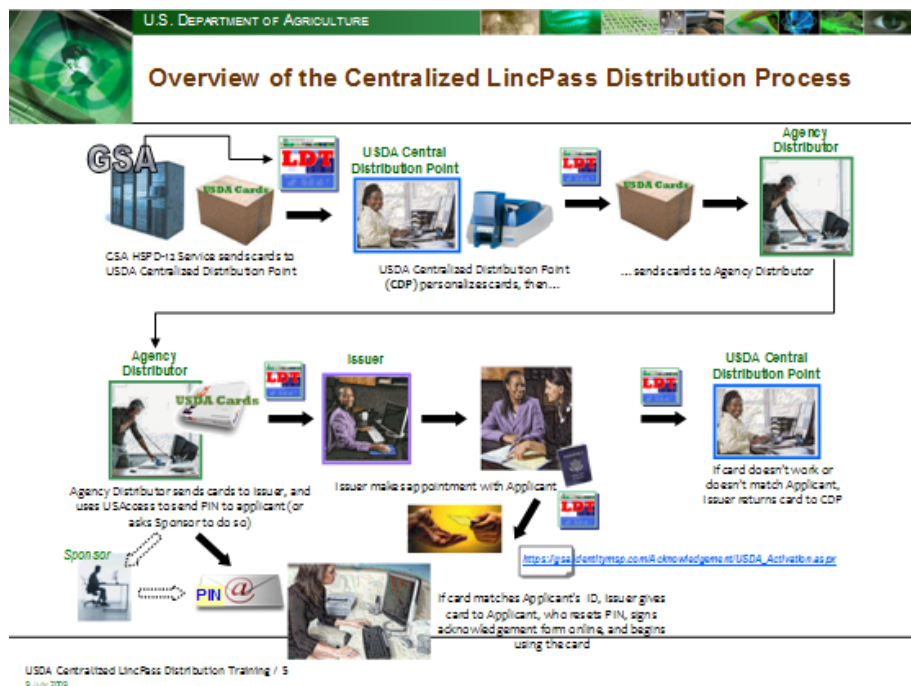 U.S. DEPARTMENT OF AGRICULTURE
Overview of the Centralized LincPass Distribution Process
GSA
USDA Cards
LDT
USDA Central
Distribution Point
LDT
USDA Cards
Agency
Distributor
GSA HSPD-12 Service sends cards to
USDA Centralized Distribution Point
USDA Centralized Distribution Point
(CDP) personalizes cards, then...
... sends cards to Agency Distributor
Agency
Distributor
USDA Cards
LDT
Issuer
LDT
USDA Central
Distribution Point
Agency Distributor sends cards to Issuer, and
uses USAccess to send PIN to applicant (or
asks Sponsor to do so)
Issuer makes appointment with Applicant
PASSPORT
If card doesn't work or
doesn't match Applicant,
Issuer returns card to CDP
LDT
Sponsor
PIN @
If card matches Applicant's ID, Issuer gives
card to Applicant, who resets PIN, signs
acknowledgement form online, and begins
using the card
USDA Centralized LincPass Distribution Training / 5
9 July 2009